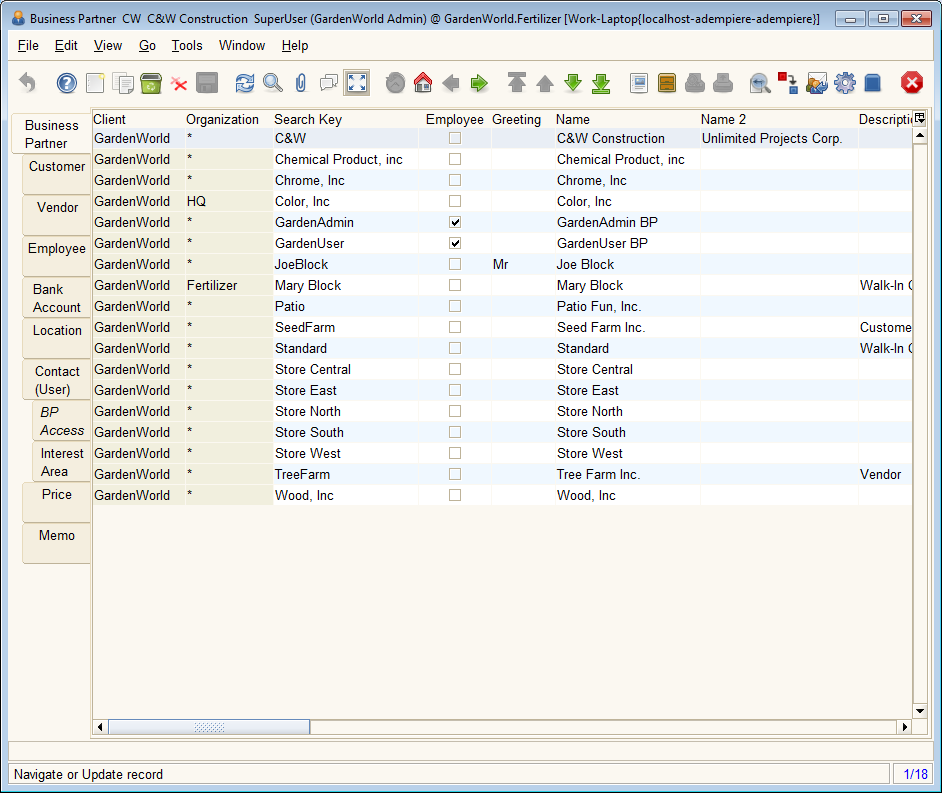 Business Partner CW C&W Construction SuperUser (GardenWorld Admin) @ GardenWorld.Fertilizer [Work-Laptop{localhost-adempiere-adempiere}]
File Edit View Go Tools Window Help
Business
Partner
Customer
Vendor
Employee
Bank
Account
Location
Contact
(User)
BP
Access
Interest
Area
Price
Memo
Client Organization Search Key Employee Greeting Name Name 2 Descripti
GardenWorld * C&W C&W Construction Unlimited Projects Corp.
GardenWorld * Chemical Product, inc Chemical Product, inc
GardenWorld * Chrome, Inc Chrome, Inc
GardenWorld HQ Color, Inc Color, Inc
GardenWorld * GardenAdmin GardenAdmin BP
GardenWorld * GardenUser GardenUser BP
GardenWorld * JoeBlock Mr Joe Block
GardenWorld Fertilizer Mary Block Mary Block Walk-In C
GardenWorld * Patio Patio Fun, Inc.
GardenWorld * SeedFarm Seed Farm Inc. Custome
GardenWorld * Standard Standard Walk-In C
GardenWorld * Store Central Store Central
GardenWorld * Store East Store East
GardenWorld * Store North Store North
GardenWorld * Store South Store South
GardenWorld * Store West Store West
GardenWorld * TreeFarm Tree Farm Inc. Vendor
GardenWorld * Wood, Inc Wood, Inc
Navigate or Update record 1/18